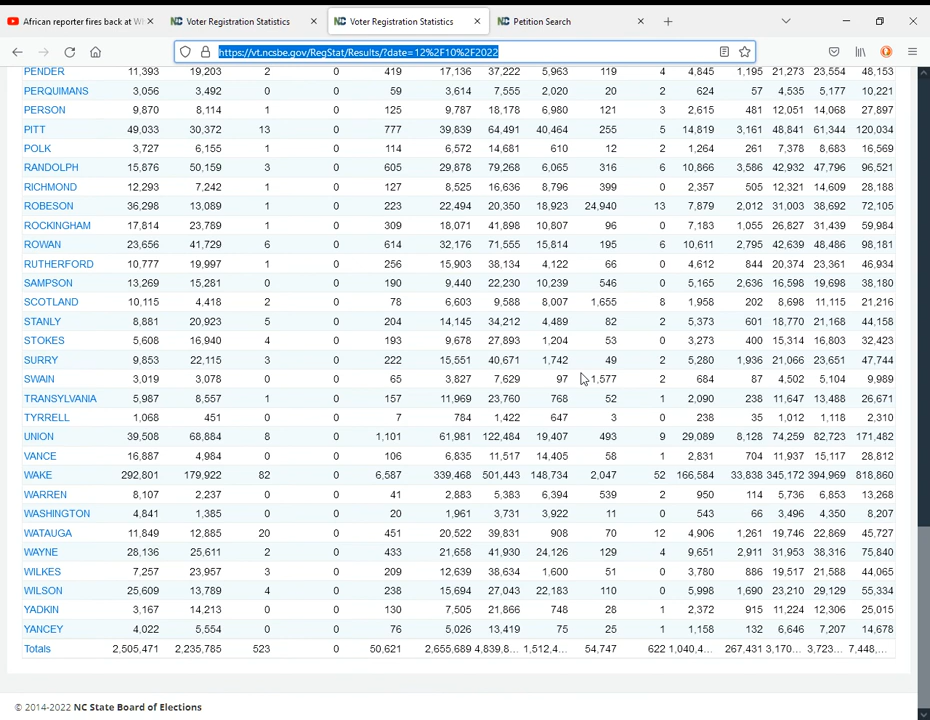 African reporter fires back at Wh
Voter Registration Statistics
Voter Registration Statistics
Petition Search
https://vt.ncsbe.gov/RegStat/Results/?date=12%2F10%2F2022
PENDER 11,393 19,203 2 0 419 17,136 37,222 5,963 119 4 4,845 1,195 21,273 23,554 48,153
PERQUIMANS 3,056 3,492 0 0 59 3,614 7,555 2,020 20 2 624 57 4,535 5,177 10,221
PERSON 9,870 8,114 1 0 125 9,787 18,178 6,980 121 3 2,615 481 12,051 14,068 27,897
PITT 49,033 30,372 13 0 777 39,839 64,491 40,464 255 5 14,819 3,161 48,841 61,344 120,034
POLK 3,727 6,155 1 0 114 6,572 14,681 610 12 2 1,264 261 7,378 8,683 16,569
RANDOLPH 15,876 50,159 3 0 605 29,878 79,268 6,065 316 6 10,866 3,586 42,932 47,796 96,521
RICHMOND 12,293 7,242 1 0 127 8,525 16,636 8,796 399 0 2,357 505 12,321 14,609 28,188
ROBESON 36,298 13,089 1 0 223 22,494 20,350 18,923 24,940 13 7,879 2,012 31,003 38,692 72,105
ROCKINGHAM 17,814 23,789 1 0 309 18,071 41,898 10,807 96 0 7,183 1,055 26,827 31,439 59,984
ROWAN 23,656 41,729 6 0 614 32,176 71,555 15,814 195 6 10,611 2,795 42,639 48,486 98,181
RUTHERFORD 10,777 19,997 1 0 256 15,903 38,134 4,122 66 0 4,612 844 20,374 23,361 46,934
SAMPSON 13,269 15,281 0 0 190 9,440 22,230 10,239 546 0 5,165 2,636 16,598 19,698 38,180
SCOTLAND 10,115 4,418 2 0 78 6,603 9,588 8,007 1,655 8 1,958 202 8,698 11,115 21,216
STANLY 8,881 20,923 5 0 204 14,145 34,212 4,489 82 2 5,373 601 18,770 21,168 44,158
STOKES 5,608 16,940 4 0 193 9,678 27,893 1,204 53 0 3,273 400 15,314 16,803 32,423
SURRY 9,853 22,115 3 0 222 15,551 40,671 1,742 49 2 5,280 1,936 21,066 23,651 47,744
SWAIN 3,019 3,078 0 0 65 3,827 7,629 97 1,577 2 684 87 4,502 5,104 9,989
TRANSYLVANIA 5,987 8,557 1 0 157 11,969 23,760 768 52 1 2,090 238 11,647 13,488 26,671
TYRRELL 1,068 451 0 0 7 784 1,422 647 3 0 238 35 1,012 1,118 2,310
UNION 39,508 68,884 8 0 1,101 61,981 122,484 19,407 493 9 29,089 8,128 74,259 82,723 171,482
VANCE 16,887 4,984 0 0 106 6,835 11,517 14,405 58 1 2,831 704 11,937 15,117 28,812
WAKE 292,801 179,922 82 0 6,587 339,468 501,443 148,734 2,047 52 166,584 33,838 345,172 394,969 818,860
WARREN 8,107 2,237 0 0 41 2,883 5,383 6,394 539 2 950 114 5,736 6,853 13,268
WASHINGTON 4,841 1,385 0 0 20 1,961 3,731 3,922 11 0 543 66 3,496 4,350 8,207
WATAUGA 11,849 12,885 20 0 451 20,522 39,831 908 70 12 4,906 1,261 19,746 22,869 45,727
WAYNE 28,136 25,611 2 0 433 21,658 41,930 24,126 129 4 9,651 2,911 31,953 38,316 75,840
WILKES 7,257 23,957 3 0 209 12,639 38,634 1,600 51 0 3,780 886 19,517 21,588 44,065
WILSON 25,609 13,789 4 0 238 15,694 27,043 22,183 110 0 5,998 1,690 23,210 29,129 55,334
YADKIN 3,167 14,213 0 0 130 7,505 21,866 748 28 1 2,372 915 11,224 12,306 25,015
YANCEY 4,022 5,554 0 0 76 5,026 13,419 75 25 1 1,158 132 6,646 7,207 14,678
Totals 2,505,471 2,235,785 523 0 50,621 2,655,689 4,839,8... 1,512,4... 54,747 622 1,040,4... 267,431 3,170... 3,723... 7,448,...
© 2014-2022 NC State Board of Elections